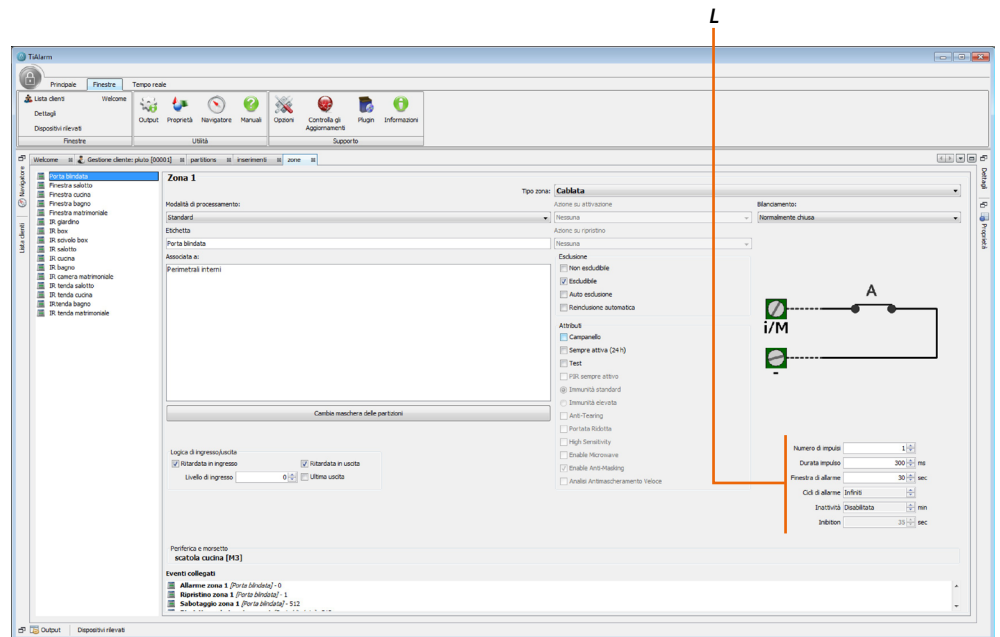 L
TiAlarm
Principale Finestre Tempo reale
Lista clienti Welcome
Dettagli
Dispositivi rilevati
Output Proprietà Navigatore Manuali Opzioni Controlla gli Aggiornamenti Plugin Informazioni
Finestre Utilità Supporto
Welcome Gestione cliente: pluto [00001] partitions inserimenti zone
Navigatore
Lista clienti
Dettagli
Proprietà
Porta blindata
Finestra salotto
Finestra cucina
Finestra bagno
Finestra matrimoniale
IR giardino
IR box
IR scivolo box
IR salotto
IR cucina
IR bagno
IR camera matrimoniale
IR tenda salotto
IR tenda cucina
IRtenda bagno
IR tenda matrimoniale
Zona 1
Tipo zona: Cablata
Modalità di processamento:
Standard
Etichetta
Porta blindata
Associata a:
Perimetrali interni
Cambia maschera delle partizioni
Azione su attivazione
Nessuna
Azione su ripristino
Nessuna
Bilanciamento:
Normalmente chiusa
Esclusione
Non escludibile
Escludibile
Auto esclusione
Reinclusione automatica
Attributi
Campanello
Sempre attiva (24 h)
Test
PIR sempre attivo
Immunità standard
Immunità elevata
Anti-Tearing
Portata Ridotta
High Sensitivity
Enable Microwave
Enable Anti-Masking
Analisi Antimascheramento Veloce
A
i/M
-
Logica di ingresso/uscita
Ritardata in ingresso Ritardata in uscita
Livello di ingresso 0 Ultima uscita
Numero di impulsi 1
Durata impulso 300 ms
Finestra di allarme 30 sec
Cicli di allarme Infiniti
Inattività Disabilitata min
Inibition 35 sec
Periferica e morsetto
scatola cucina [M3]
Eventi collegati
Allarme zona 1 [Porta blindata] - 0
Ripristino zona 1 [Porta blindata] - 1
Sabotaggio zona 1 [Porta blindata] - 512
Output Dispositivi rilevati